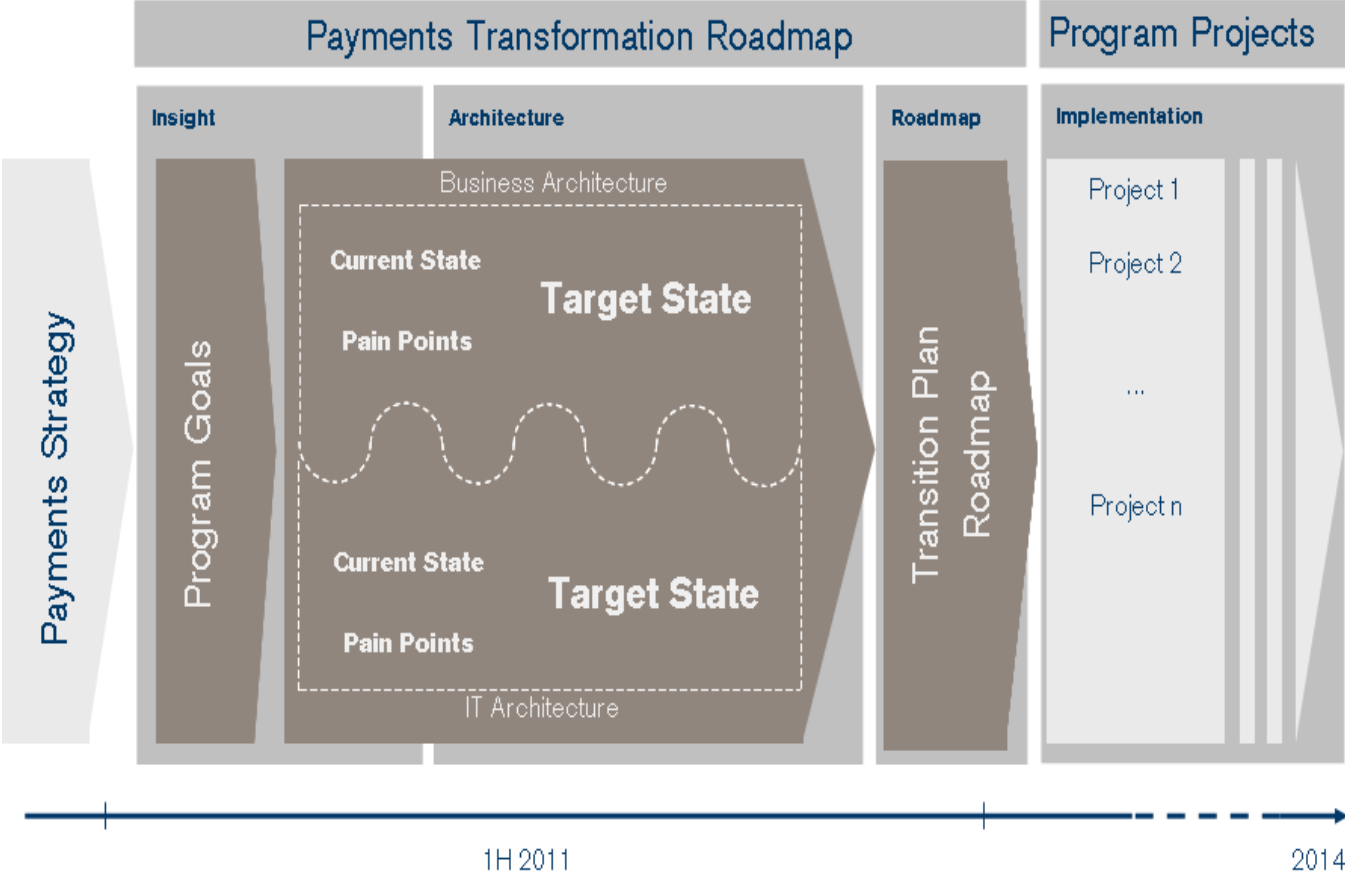 Payments Transformation Roadmap
Program Projects
Insight
Architecture
Roadmap
Implementation
Payments Strategy
Program Goals
Business Architecture
Current State
Target State
Pain Points
Current State
Target State
Pain Points
IT Architecture
Transition Plan
Roadmap
Project 1
Project 2
...
Project n
1H 2011
2014